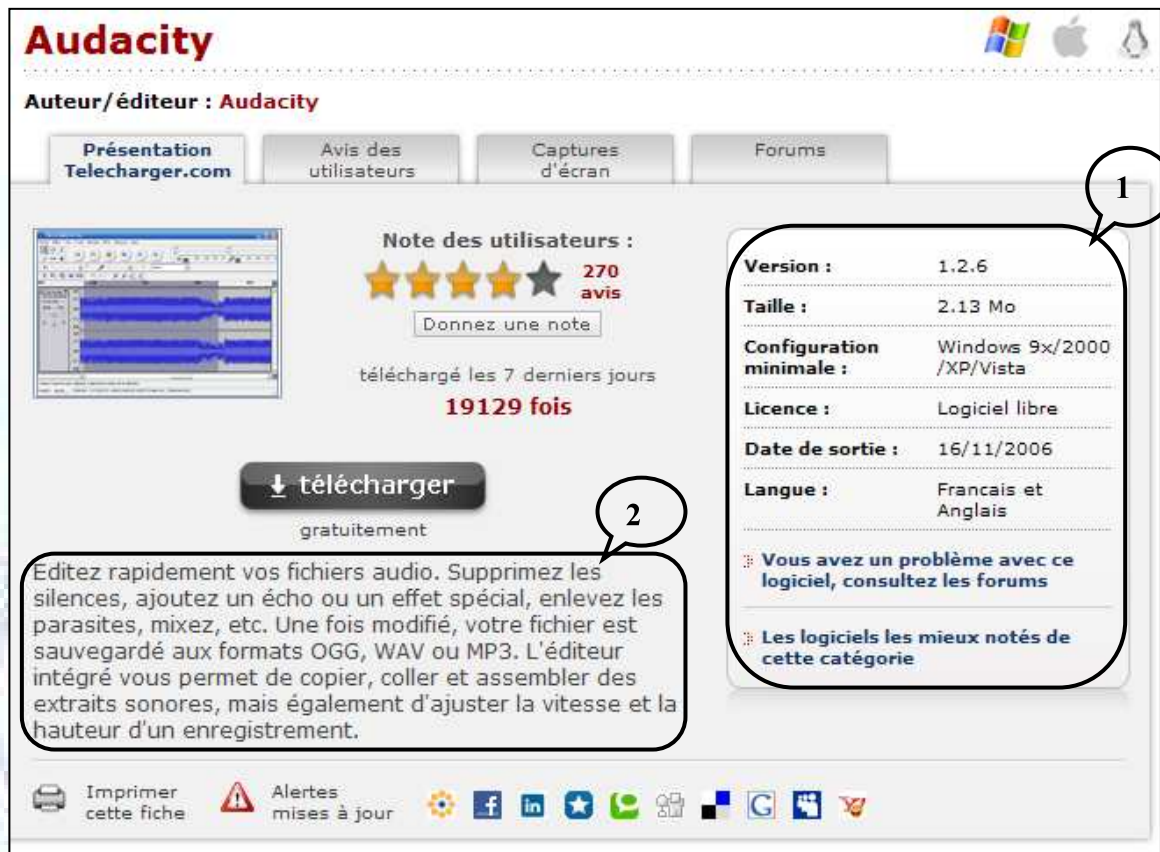 Audacity
Auteur/éditeur : Audacity
Présentation
Telecharger.com
Avis des
utilisateurs
Captures
d'écran
Forums
1
Note des utilisateurs :
270
avis
Donnez une note
téléchargé les 7 derniers jours
19129 fois
télécharger
gratuitement
Version : 1.2.6
Taille : 2.13 Mo
Configuration Windows 9x/2000
minimale : /XP/Vista
Licence : Logiciel libre
Date de sortie : 16/11/2006
Langue : Francais et
Anglais
Vous avez un problème avec ce
logiciel, consultez les forums
Les logiciels les mieux notés de
cette catégorie
2
Editez rapidement vos fichiers audio. Supprimez les
silences, ajoutez un écho ou un effet spécial, enlevez les
parasites, mixez, etc. Une fois modifié, votre fichier est
sauvegardé aux formats OGG, WAV ou MP3. L'éditeur
intégré vous permet de copier, coller et assembler des
extraits sonores, mais également d'ajuster la vitesse et la
hauteur d'un enregistrement.
Imprimer
cette fiche
Alertes
mises à jour
f
in
G